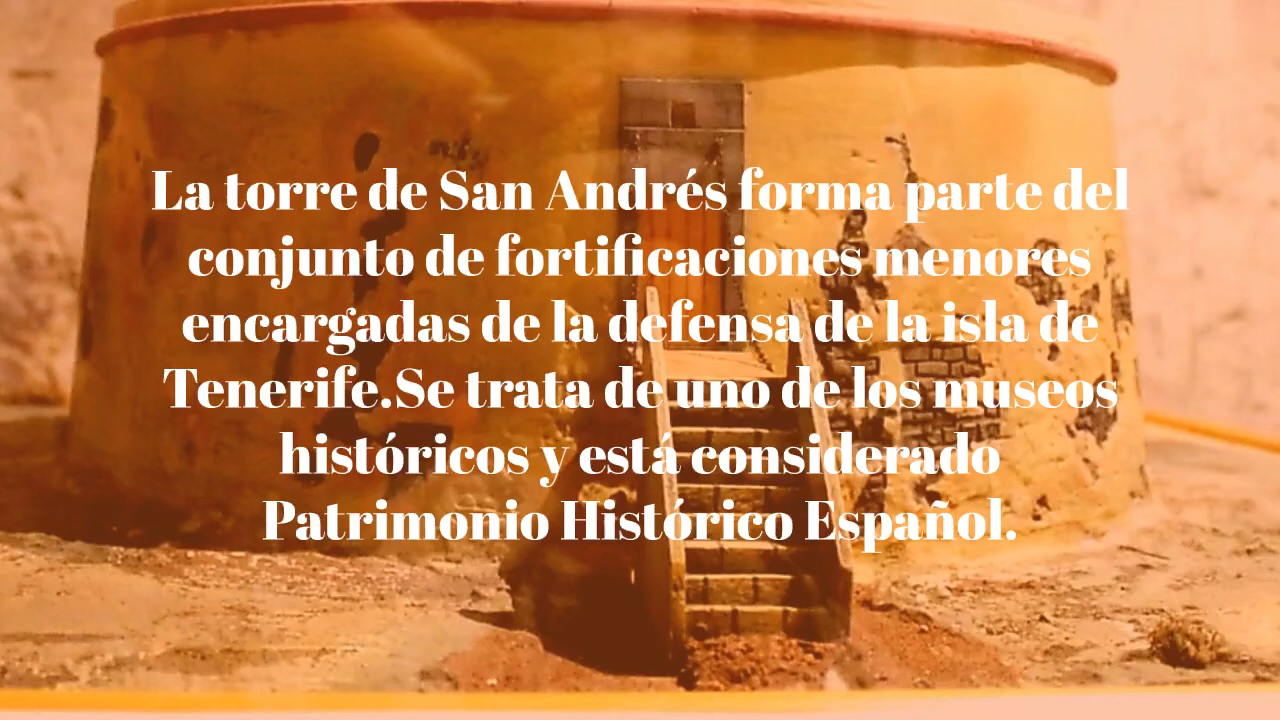 La torre de San Andrés forma parte del
conjunto de fortificaciones menores
encargadas de la defensa de la isla de
Tenerife.Se trata de uno de los museos
históricos y está considerado
Patrimonio Histórico Español.